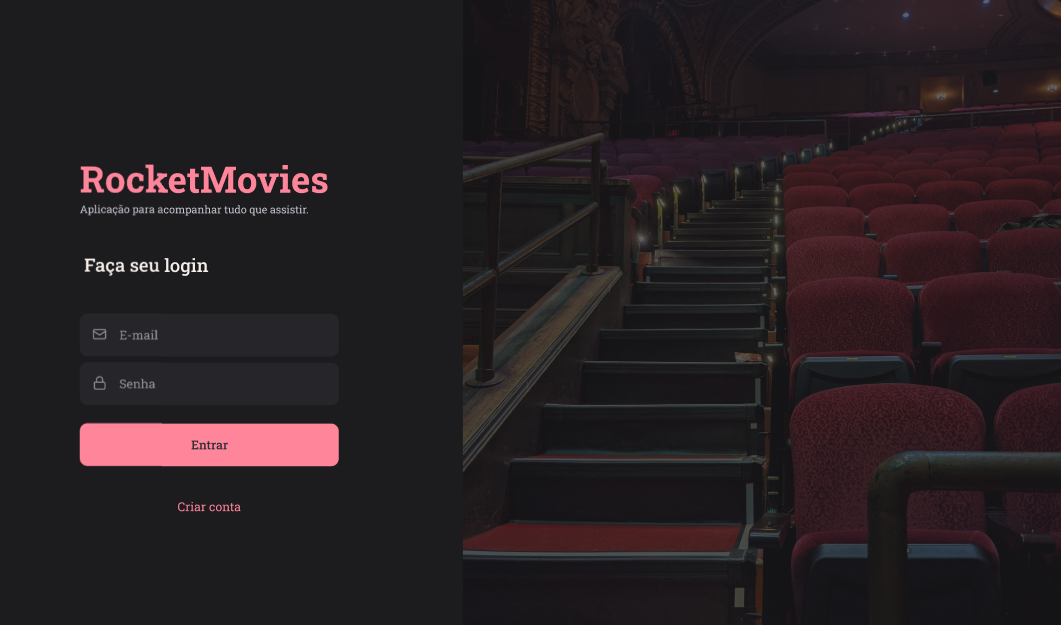 RocketMovies
Aplicação para acompanhar tudo que assistir.
Faça seu login
E-mail
Senha
Entrar
Criar conta